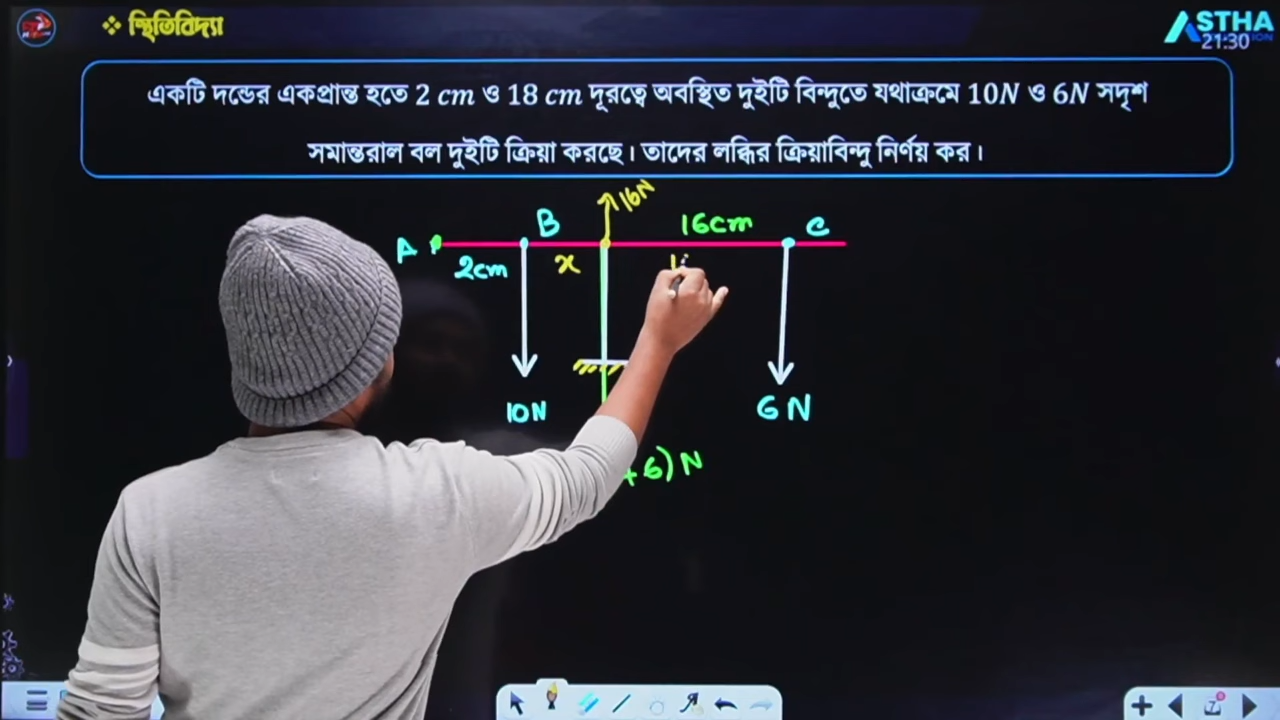 ❖ স্থিতিবিদ্যা
ASTHA
21:30
একটি দন্ডের একপ্রান্ত হতে 2 cm ও 18 cm দূরত্বে অবস্থিত দুইটি বিন্দুতে যথাক্রমে 10N ও 6N সদৃশ
সমান্তরাল বল দুইটি ক্রিয়া করছে। তাদের লব্ধির ক্রিয়াবিন্দু নির্ণয় কর।
16N
A B 16cm C
2cm x
10N 6N
+6) N